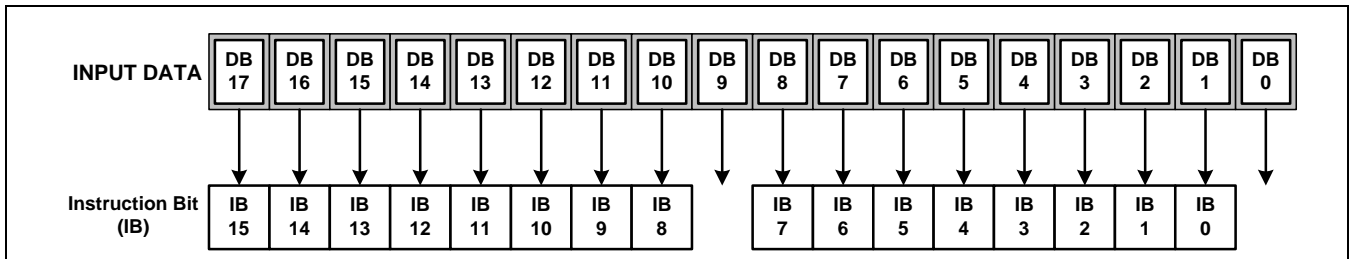 INPUT DATA
DB 17 DB 16 DB 15 DB 14 DB 13 DB 12 DB 11 DB 10 DB 9 DB 8 DB 7 DB 6 DB 5 DB 4 DB 3 DB 2 DB 1 DB 0
Instruction Bit
(IB)
IB 15 IB 14 IB 13 IB 12 IB 11 IB 10 IB 9 IB 8 IB 7 IB 6 IB 5 IB 4 IB 3 IB 2 IB 1 IB 0